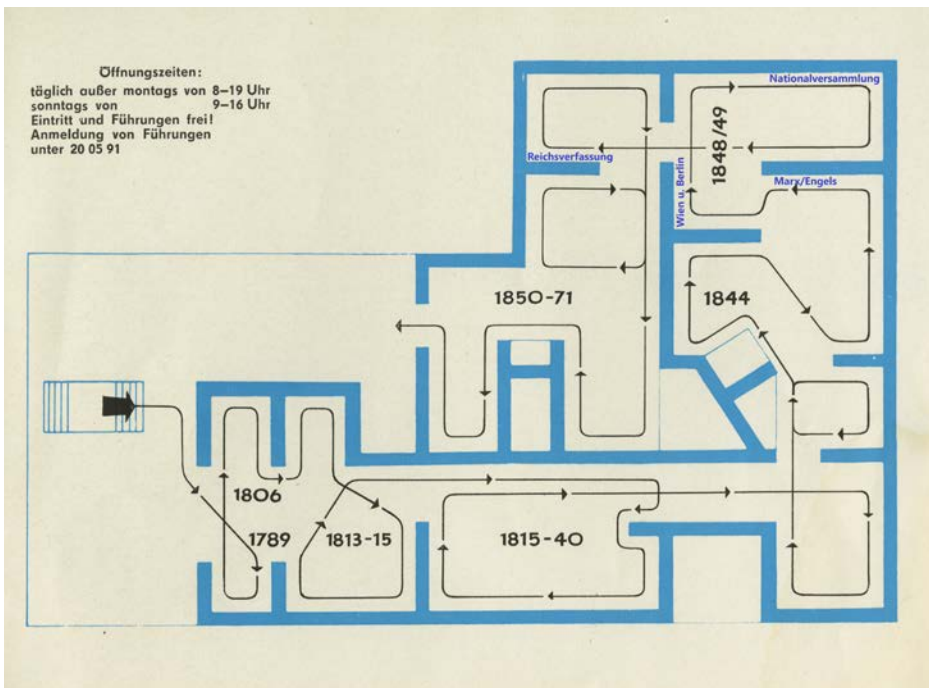 Öffnungszeiten:
täglich außer montags von 8–19 Uhr
sonntags von 9–16 Uhr
Eintritt und Führungen frei!
Anmeldung von Führungen
unter 20 05 91
Nationalversammlung
1848/49
Reichsverfassung
Wien u. Berlin
Marx/Engels
1850-71
1844
1806
1789
1813-15
1815-40